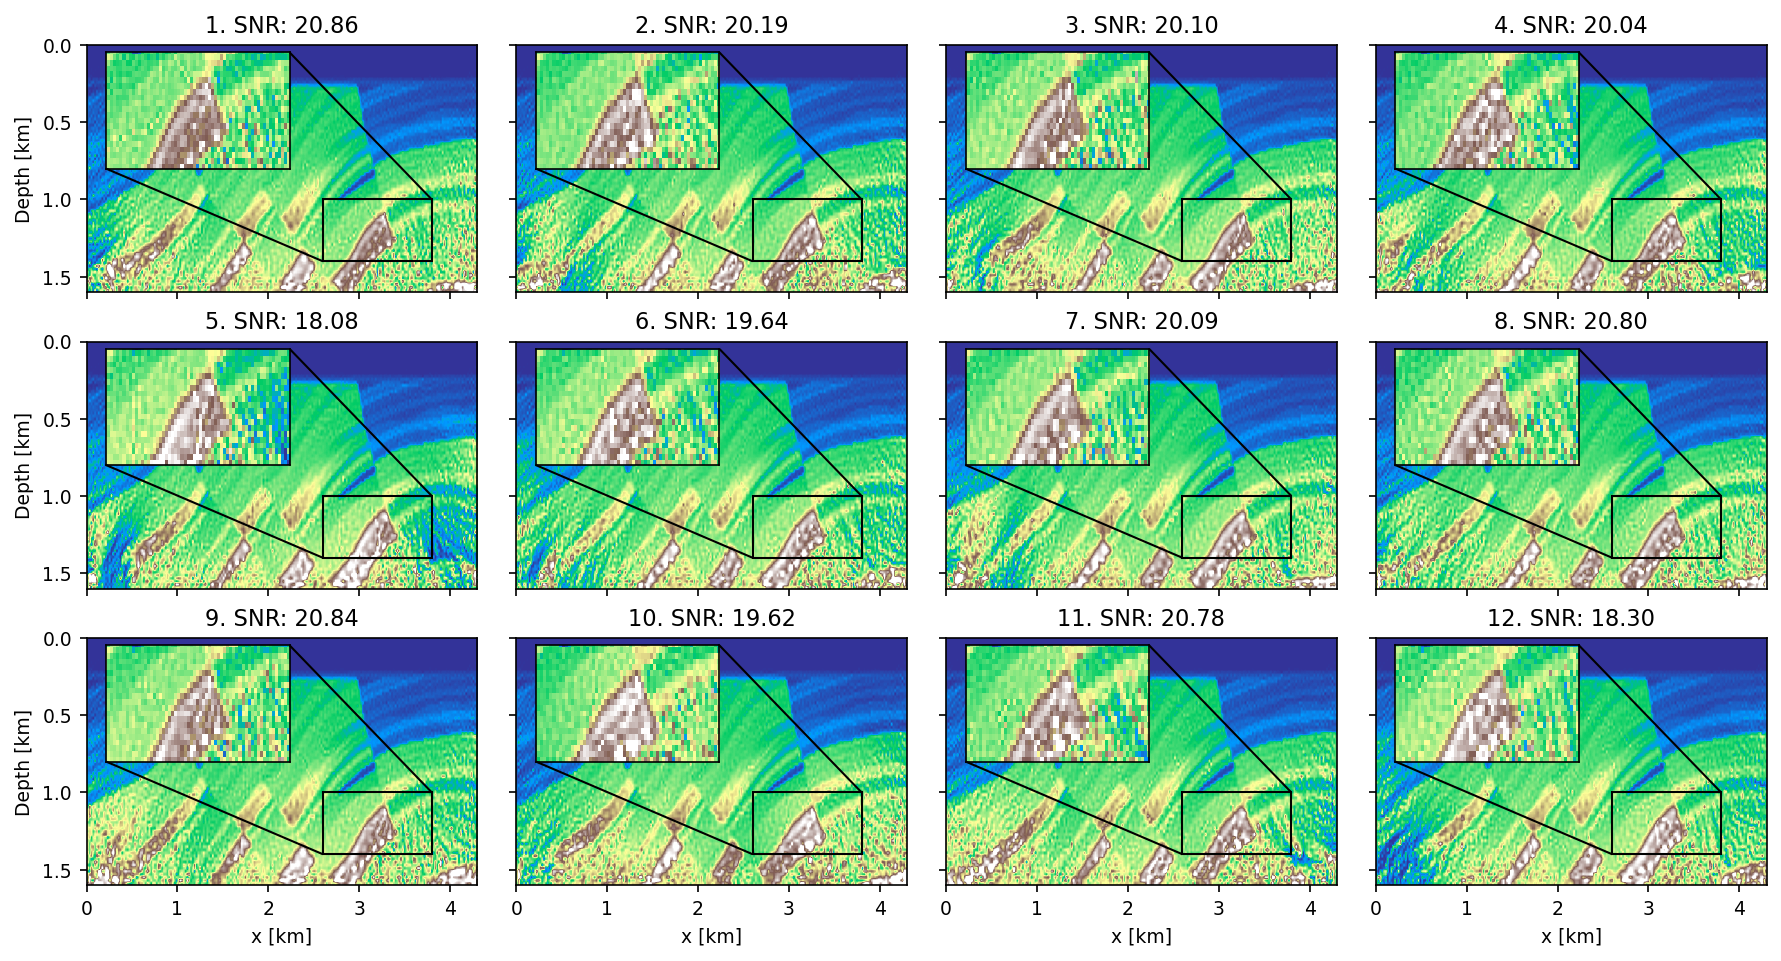 1. SNR: 20.86 2. SNR: 20.19 3. SNR: 20.10 4. SNR: 20.04
0.0
0.5
1.0
1.5
Depth [km]
5. SNR: 18.08 6. SNR: 19.64 7. SNR: 20.09 8. SNR: 20.80
0.0
0.5
1.0
1.5
Depth [km]
9. SNR: 20.84 10. SNR: 19.62 11. SNR: 20.78 12. SNR: 18.30
0.0
0.5
1.0
1.5
Depth [km]
0 1 2 3 4 0 1 2 3 4 0 1 2 3 4 0 1 2 3 4
x [km] x [km] x [km] x [km]